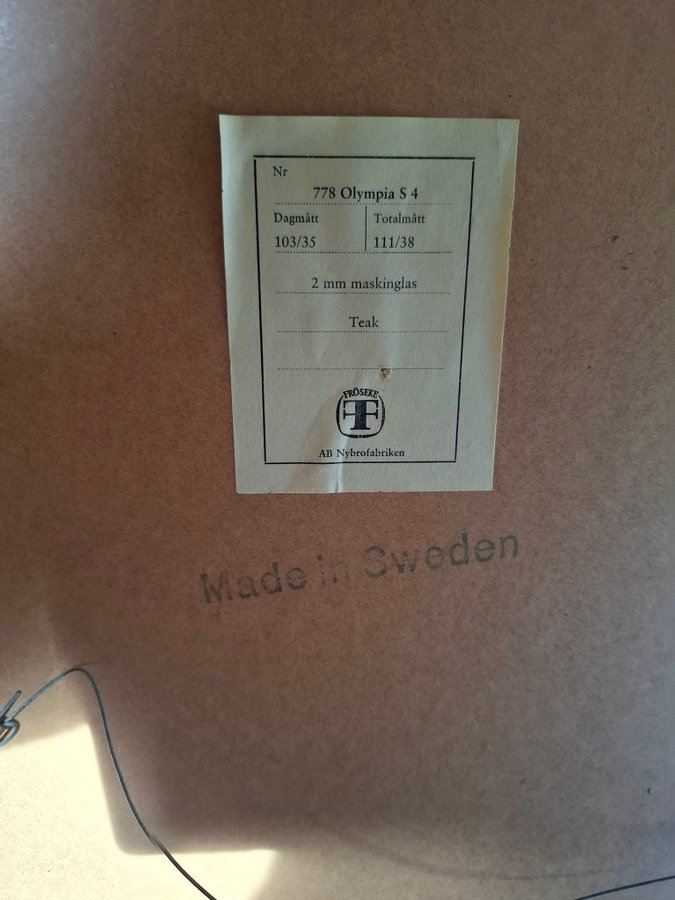 Nr
778 Olympia S 4
Dagmått Totalmått
103/35 111/38
2 mm maskinglas
Teak
FRÖSEKE
F
AB Nybrofabriken
Made in Sweden